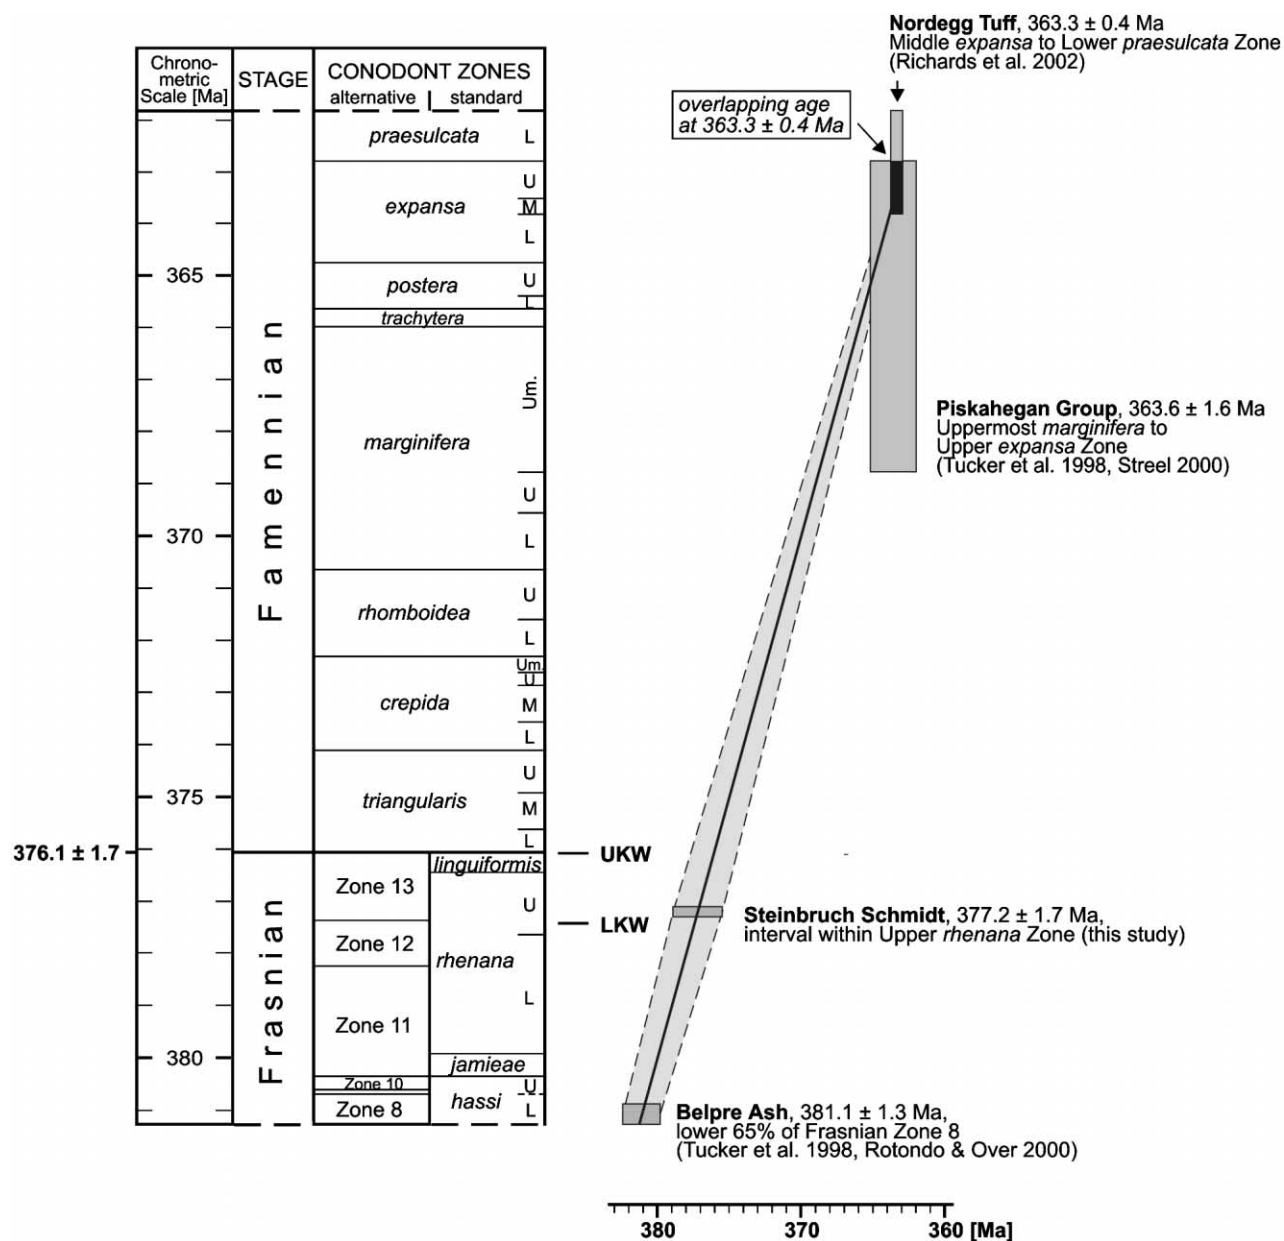 Nordegg Tuff, 363.3 ± 0.4 Ma
Middle expansa to Lower praesulcata Zone
(Richards et al. 2002)
overlapping age
at 363.3 ± 0.4 Ma
Chrono-
metric
Scale [Ma]
STAGE
CONODONT ZONES
alternative
standard
praesulcata
L
U
expansa
M
L
365
postera
U
L
trachytera
Famennian
Um.
marginifera
U
370
L
rhomboidea
U
L
Um.
U
crepida
M
L
375
triangularis
U
M
L
Piskahegan Group, 363.6 ± 1.6 Ma
Uppermost marginifera to
Upper expansa Zone
(Tucker et al. 1998, Streel 2000)
376.1 ± 1.7
UKW
linguiformis
Zone 13
U
LKW
Zone 12
rhenana
Frasnian
L
Zone 11
380
jamieae
Zone 10
U
hassi
Zone 8
L
Steinbruch Schmidt, 377.2 ± 1.7 Ma,
interval within Upper rhenana Zone (this study)
Belpre Ash, 381.1 ± 1.3 Ma,
lower 65% of Frasnian Zone 8
(Tucker et al. 1998, Rotondo & Over 2000)
380 370 360 [Ma]